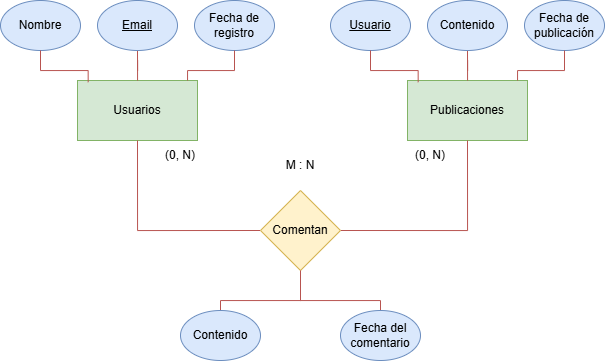 Nombre
Email
Fecha de
registro
Usuario
Contenido
Fecha de
publicación
Usuarios
Publicaciones
(0, N)
(0, N)
M : N
Comentan
Contenido
Fecha del
comentario